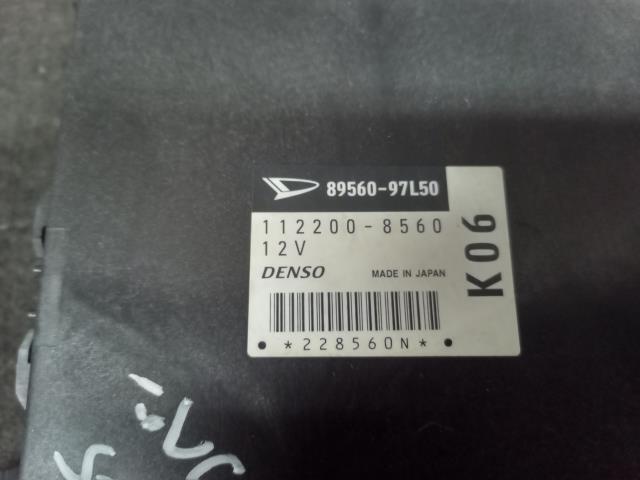 89560-97L50
112200-8560
12V
DENSO MADE IN JAPAN
*228560N*
K06